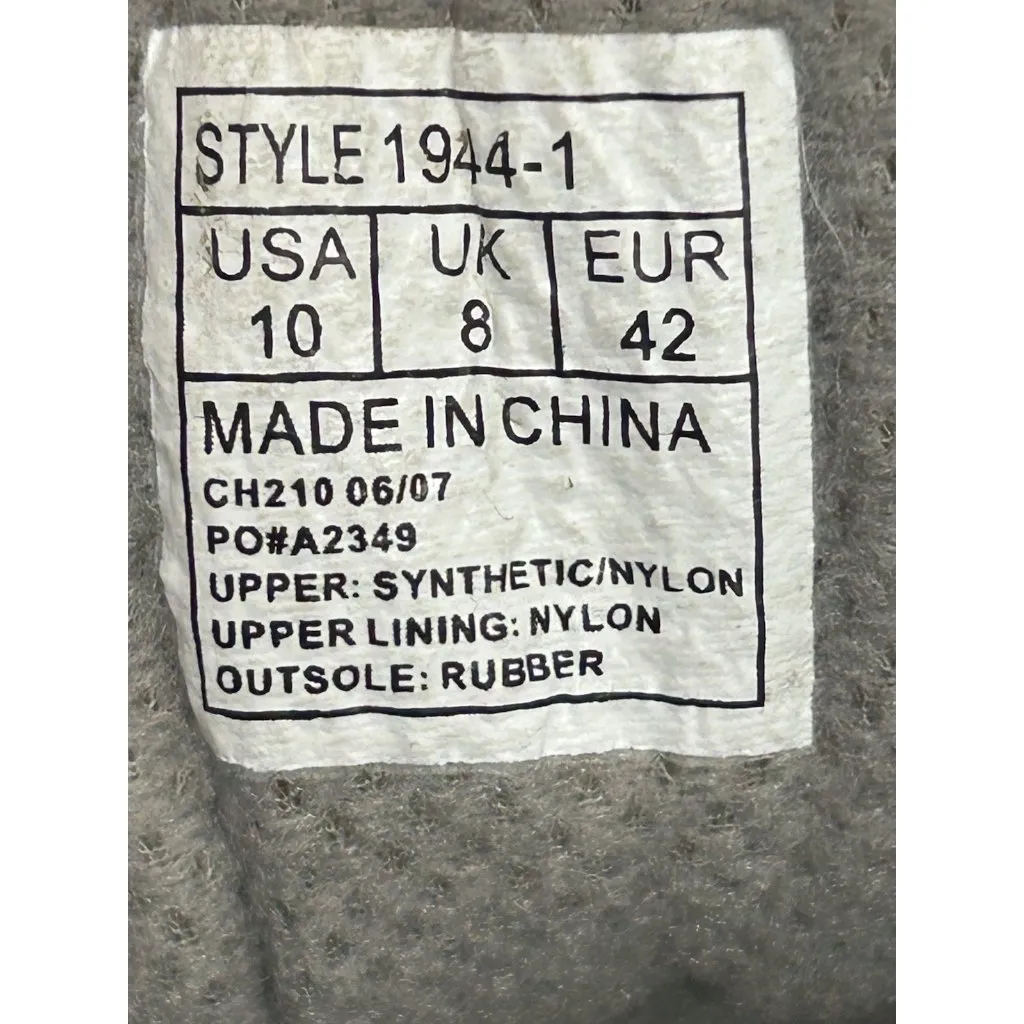 STYLE 1944-1
USA UK EUR
10 8 42
MADE IN CHINA
CH210 06/07
PO#A2349
UPPER: SYNTHETIC/NYLON
UPPER LINING: NYLON
OUTSOLE: RUBBER